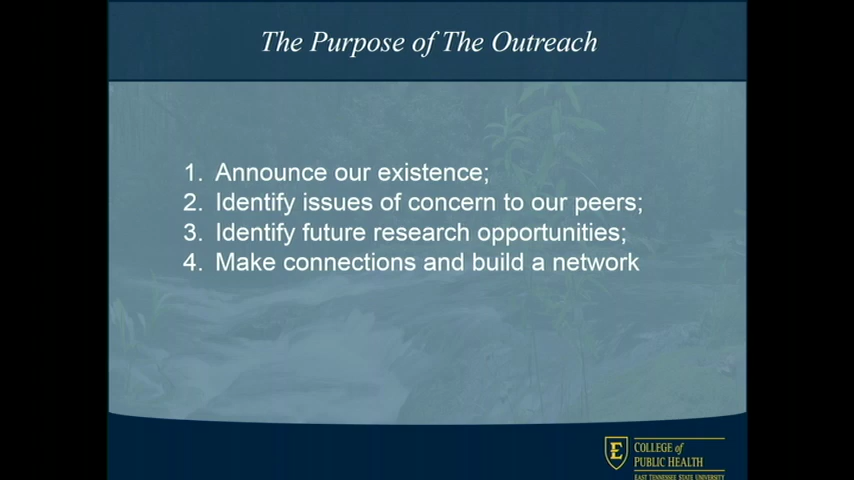 The Purpose of The Outreach
1. Announce our existence;
2. Identify issues of concern to our peers;
3. Identify future research opportunities;
4. Make connections and build a network
E
COLLEGE of
PUBLIC HEALTH
EAST TENNESSEE STATE UNIVERSITY